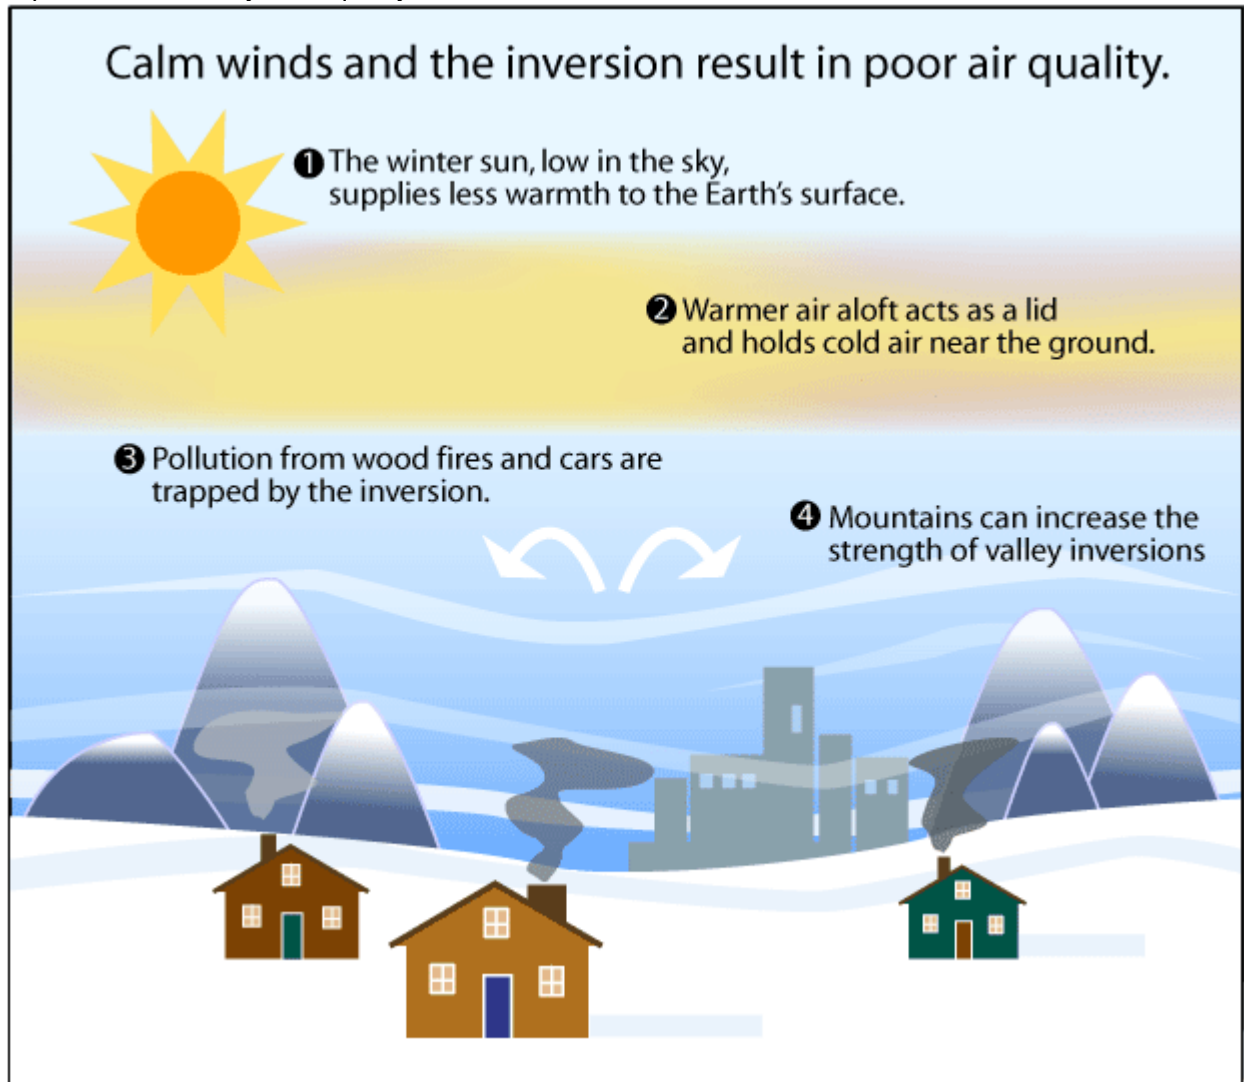 Calm winds and the inversion result in poor air quality.
1 The winter sun, low in the sky,
supplies less warmth to the Earth's surface.
2 Warmer air aloft acts as a lid
and holds cold air near the ground.
3 Pollution from wood fires and cars are
trapped by the inversion.
4 Mountains can increase the
strength of valley inversions